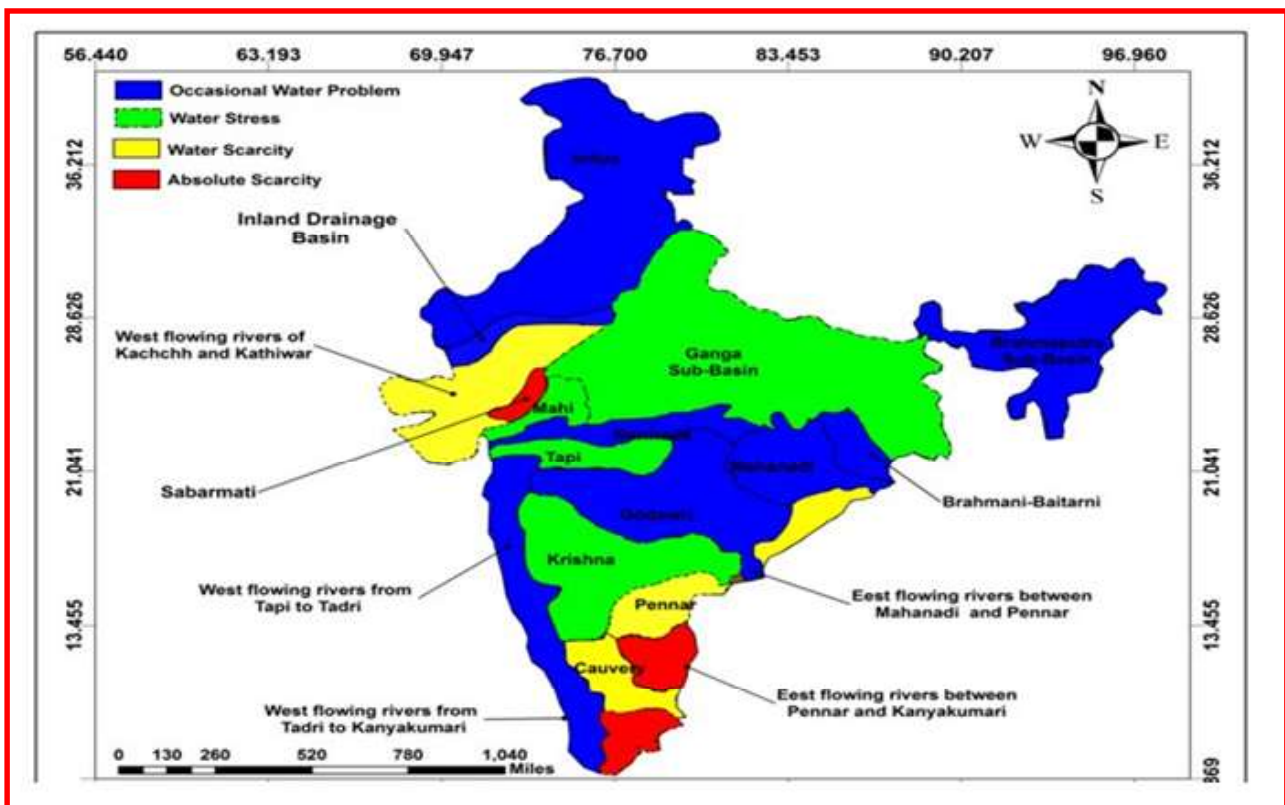 56.440 63.193 69.947 76.700 83.453 90.207 96.960
Occasional Water Problem
Water Stress
Water Scarcity
Absolute Scarcity
N
W E
S
36.212
36.212
Indus
Inland Drainage
Basin
28.626
28.626
West flowing rivers of
Kachchh and Kathiwar
Ganga
Sub-Basin
Sub-Basin
Mahi
Tapi
Mahanadi
21.041
21.041
Sabarmati
Brahmani-Baitarni
Krishna
West flowing rivers from
Tapi to Tadri
Eest flowing rivers between
Mahanadi and Pennar
Pennar
13.455
13.455
Cauvery
Eest flowing rivers between
Pennar and Kanyakumari
West flowing rivers from
Tadri to Kanyakumari
0 130 260 520 780 1,040
Miles
369